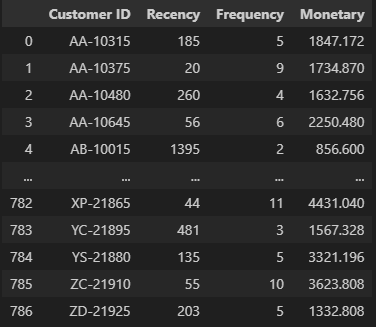 Customer ID Recency Frequency Monetary
0 AA-10315 185 5 1847.172
1 AA-10375 20 9 1734.870
2 AA-10480 260 4 1632.756
3 AA-10645 56 6 2250.480
4 AB-10015 1395 2 856.600
... ... ... ... ...
782 XP-21865 44 11 4431.040
783 YC-21895 481 3 1567.328
784 YS-21880 135 5 3321.196
785 ZC-21910 55 10 3623.808
786 ZD-21925 203 5 1332.808